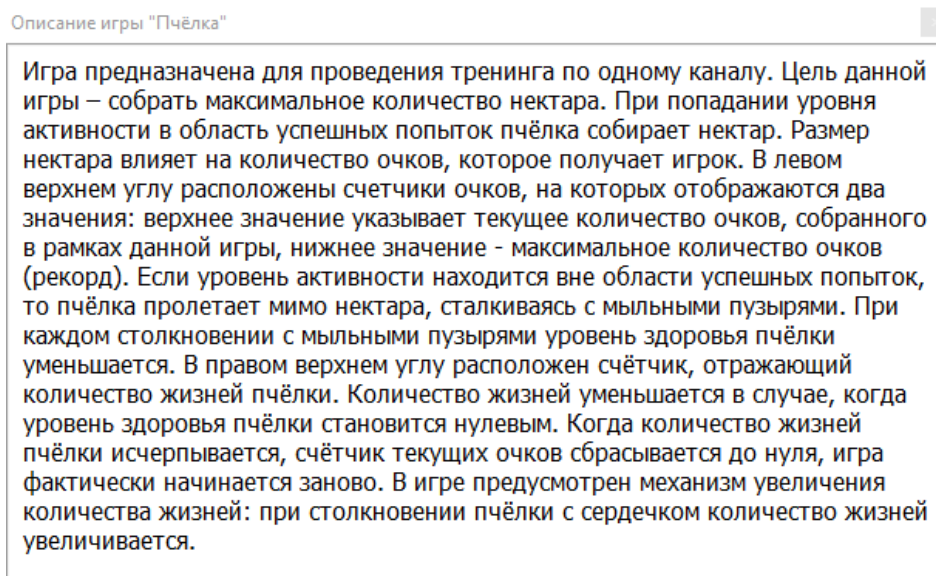 Описание игры "Пчёлка"
Игра предназначена для проведения тренинга по одному каналу. Цель данной
игры – собрать максимальное количество нектара. При попадании уровня
активности в область успешных попыток пчёлка собирает нектар. Размер
нектара влияет на количество очков, которое получает игрок. В левом
верхнем углу расположены счетчики очков, на которых отображаются два
значения: верхнее значение указывает текущее количество очков, собранного
в рамках данной игры, нижнее значение - максимальное количество очков
(рекорд). Если уровень активности находится вне области успешных попыток,
то пчёлка пролетает мимо нектара, сталкиваясь с мыльными пузырями. При
каждом столкновении с мыльными пузырями уровень здоровья пчёлки
уменьшается. В правом верхнем углу расположен счётчик, отражающий
количество жизней пчёлки. Количество жизней уменьшается в случае, когда
уровень здоровья пчёлки становится нулевым. Когда количество жизней
пчёлки исчерпывается, счётчик текущих очков сбрасывается до нуля, игра
фактически начинается заново. В игре предусмотрен механизм увеличения
количества жизней: при столкновении пчёлки с сердечком количество жизней
увеличивается.